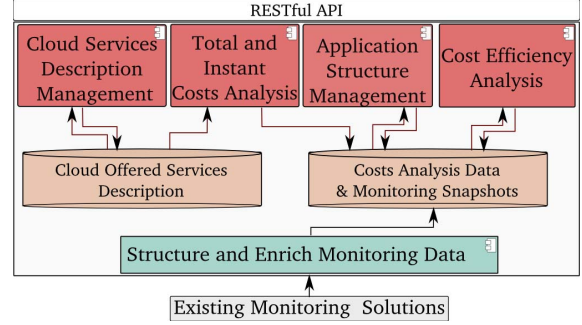 RESTful API
Cloud Services
Description
Management
Total and
Instant
Costs Analysis
Application
Structure
Management
Cost Efficiency
Analysis
Cloud Offered Services
Description
Costs Analysis Data
& Monitoring Snapshots
Structure and Enrich Monitoring Data
Existing Monitoring Solutions